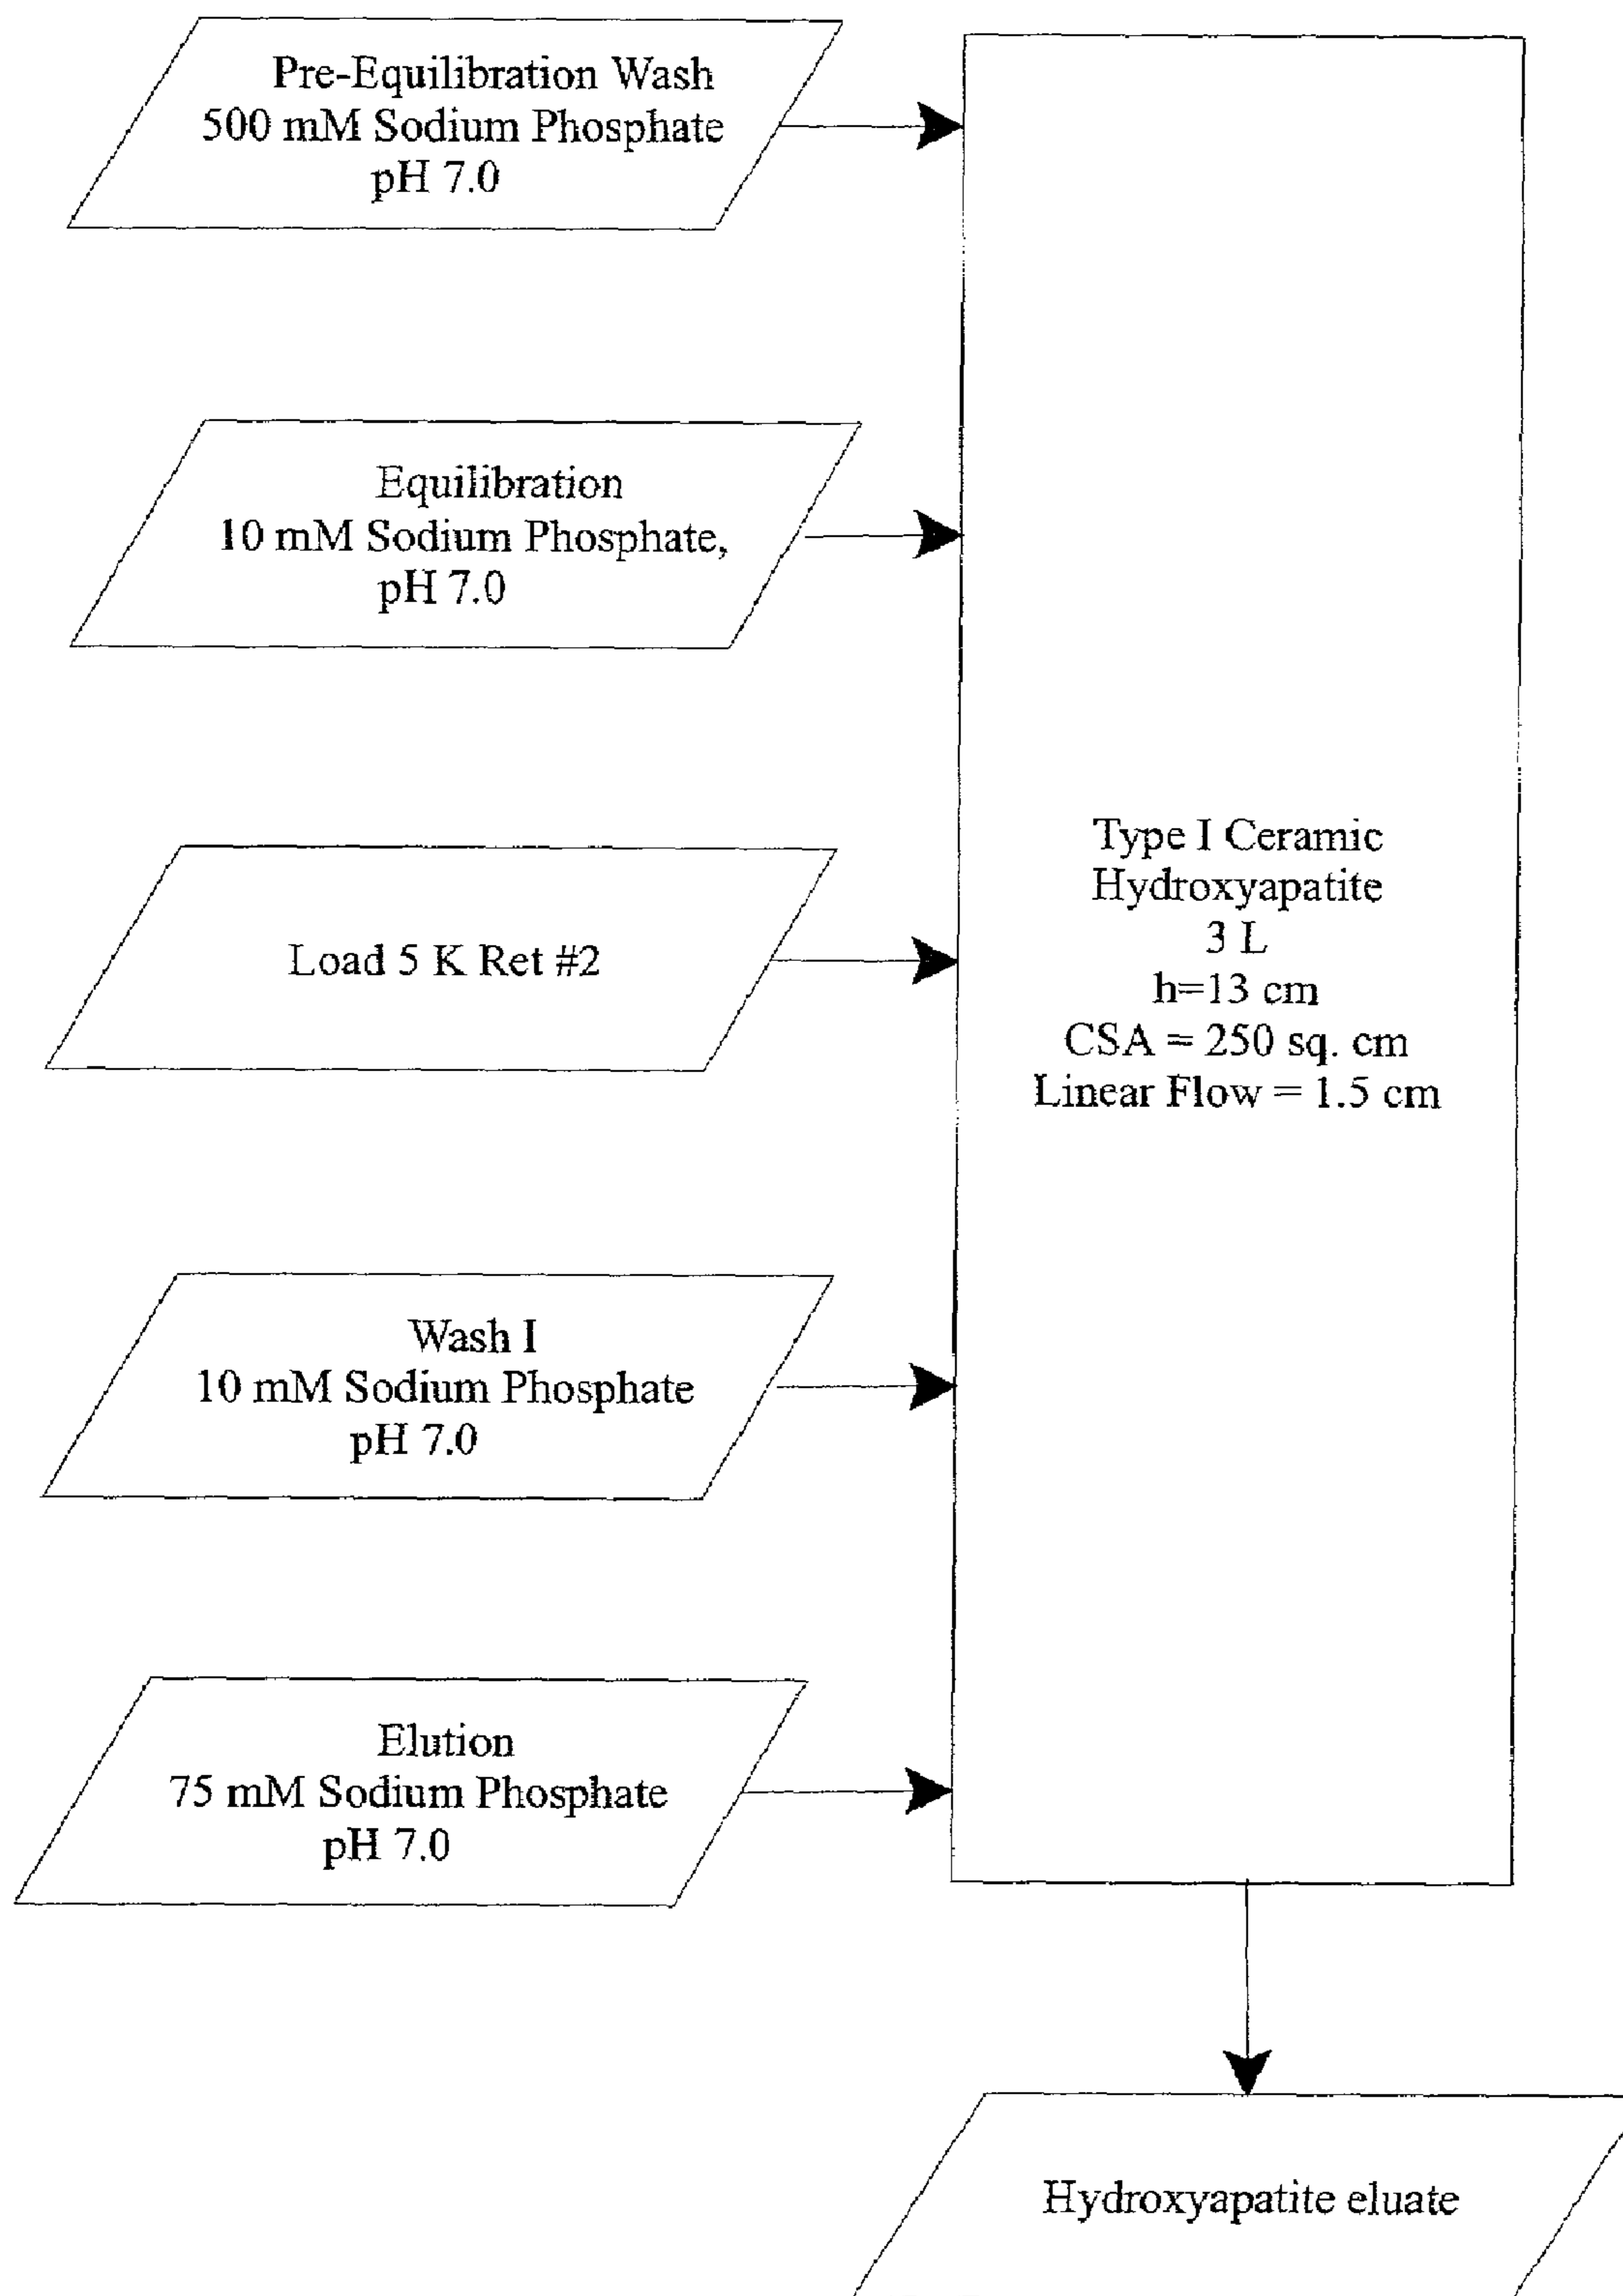 Pre-Equilibration Wash
500 mM Sodium Phosphate
pH 7.0
Equilibration
10 mM Sodium Phosphate,
pH 7.0
Load 5 K Ret #2
Wash I
10 mM Sodium Phosphate
pH 7.0
Elution
75 mM Sodium Phosphate
pH 7.0
Type I Ceramic
Hydroxyapatite
3 L
h=13 cm
CSA = 250 sq. cm
Linear Flow = 1.5 cm
Hydroxyapatite eluate